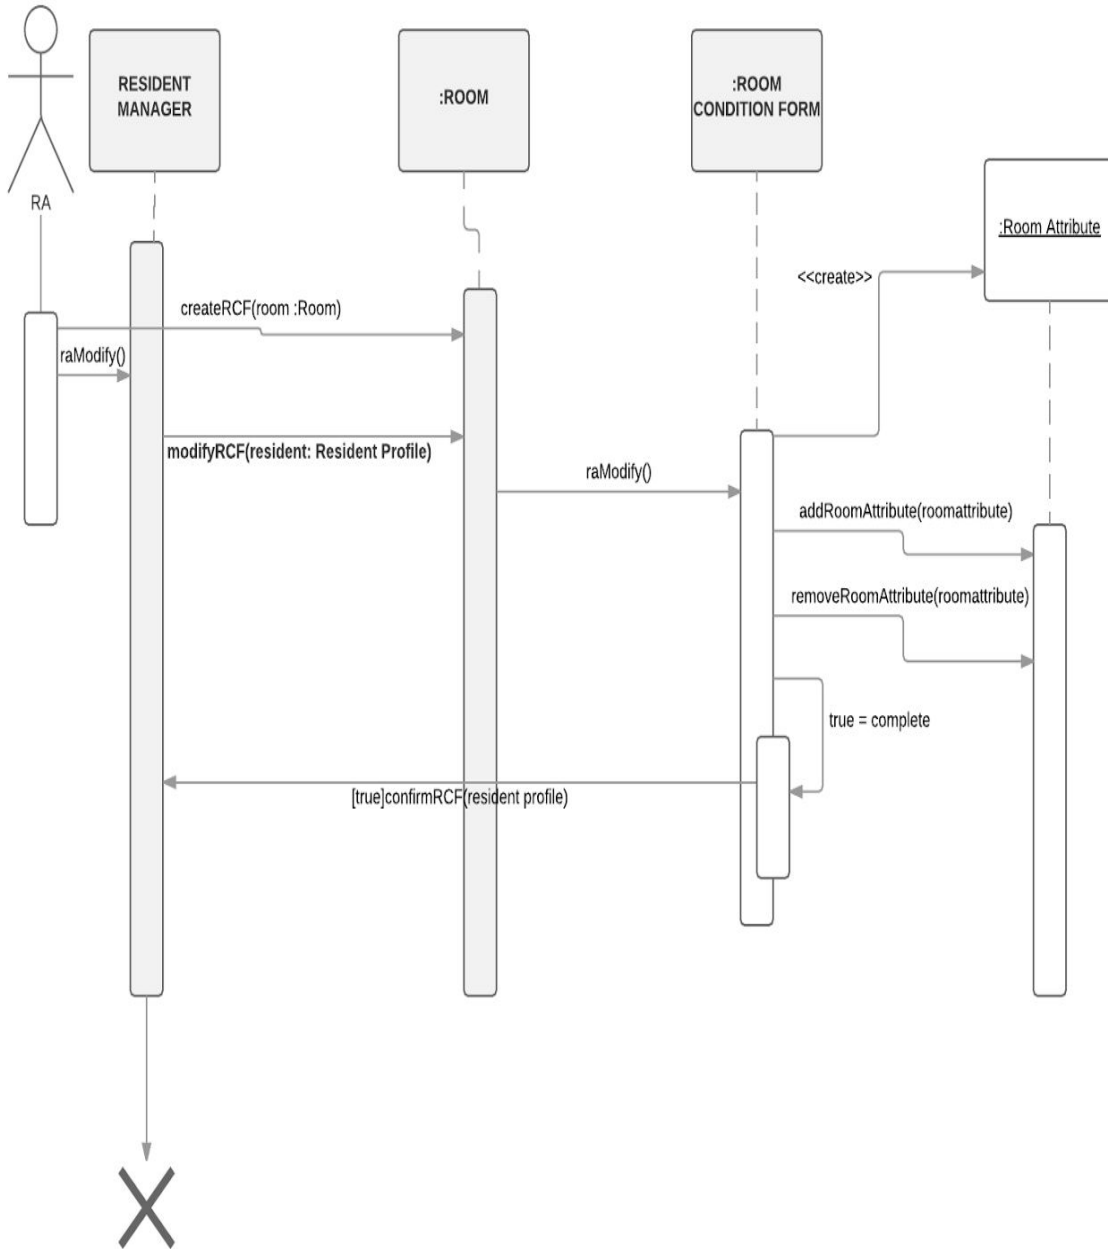 RESIDENT
MANAGER
:ROOM
:ROOM
CONDITION FORM
RA
:Room Attribute
<<create>>
createRCF(room :Room)
raModify()
modifyRCF(resident: Resident Profile)
raModify()
addRoomAttribute(roomattribute)
removeRoomAttribute(roomattribute)
true = complete
[true]confirmRCF(resident profile)